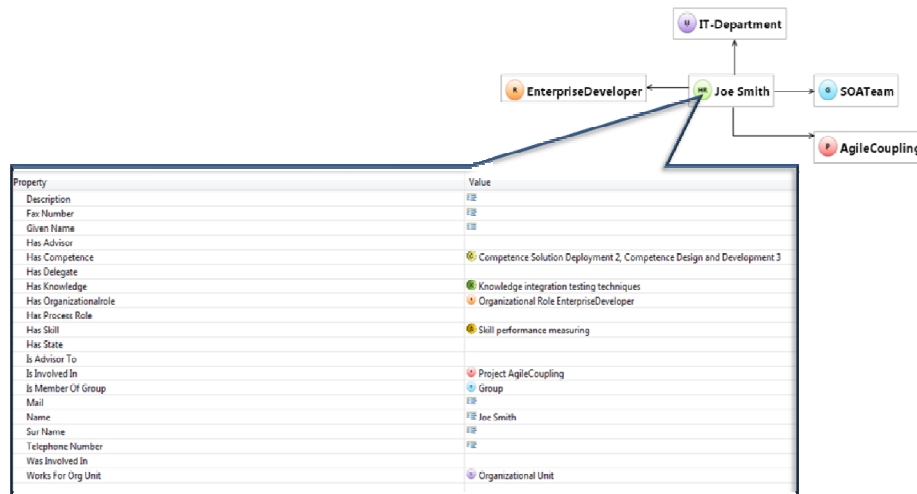 U IT-Department
R EnterpriseDeveloper
HR Joe Smith
G SOATeam
P AgileCoupling
Property Value
Description
Fax Number
Given Name
Has Advisor
Has Competence Competence Solution Deployment 2, Competence Design and Development 3
Has Delegate
Has Knowledge Knowledge integration testing techniques
Has Organizationalrole Organizational Role EnterpriseDeveloper
Has Process Role
Has Skill Skill performance measuring
Has State
Is Advisor To
Is Involved In Project AgileCoupling
Is Member Of Group Group
Mail
Name Joe Smith
Sur Name
Telephone Number
Was Involved In
Works For Org Unit Organizational Unit